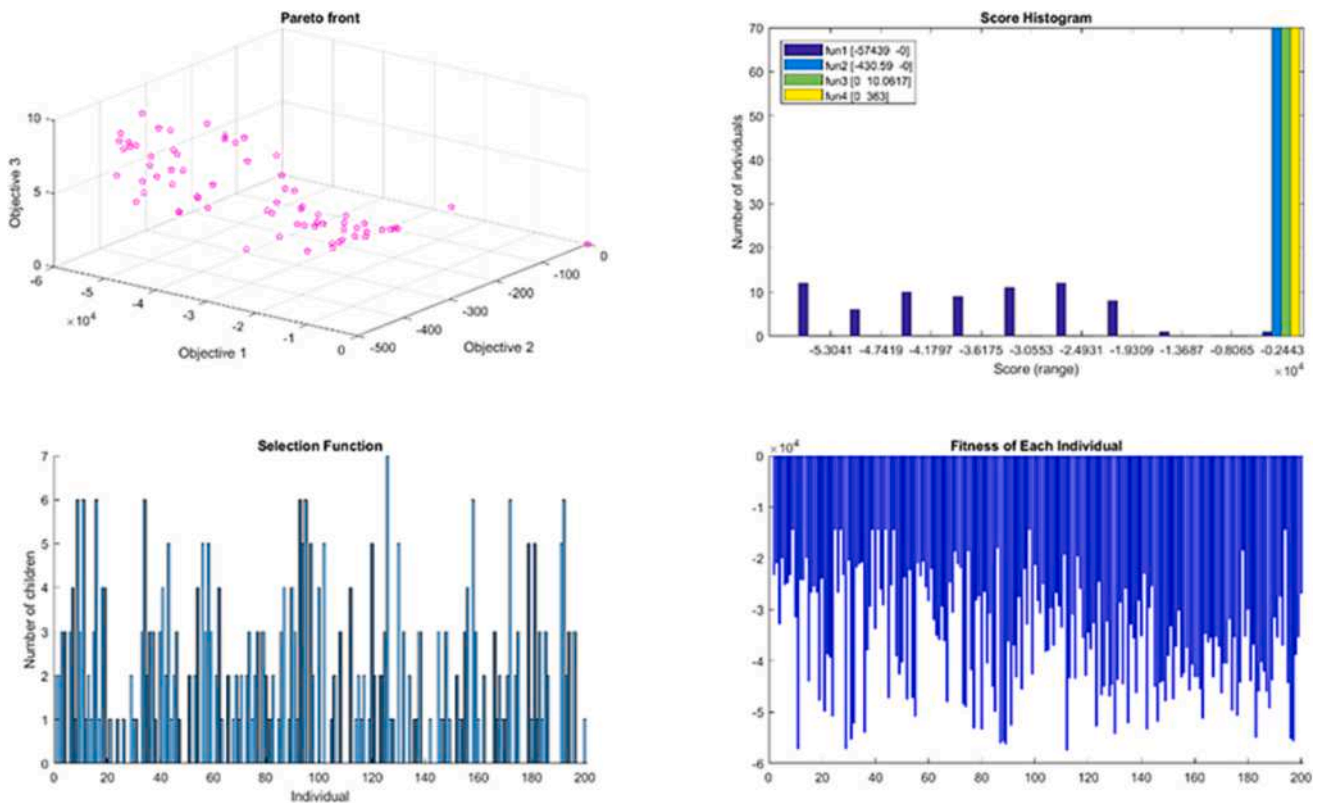 Pareto front
10
5
0
Objective 3
-6
-5
-4
-3
-2
-1
0
×10^4
Objective 1
-500
-400
-300
-200
-100
0
Objective 2
Score Histogram
70
60
50
40
30
20
10
0
Number of individuals
fun1 [-57439 -0]
fun2 [-430.59 -0]
fun3 [0 10.0617]
fun4 [0 363]
-5.3041 -4.7419 -4.1797 -3.6175 -3.0553 -2.4931 -1.9309 -1.3687 -0.8065 -0.2443
Score (range)
×10^4
Selection Function
7
6
5
4
3
2
1
0
Number of children
0 20 40 60 80 100 120 140 160 180 200
Individual
Fitness of Each Individual
×10^4
0
-1
-2
-3
-4
-5
-6
0 20 40 60 80 100 120 140 160 180 200